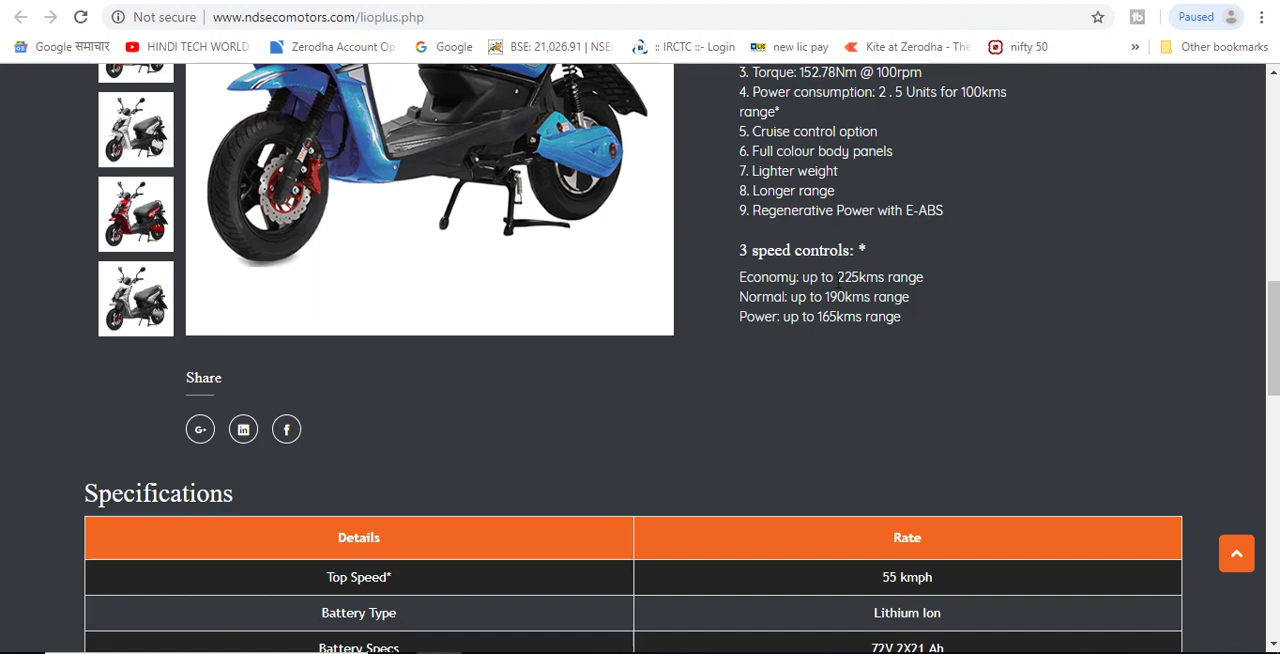 Not secure | www.ndsecomotors.com/lioplus.php
Paused
Google समाचार HINDI TECH WORLD Zerodha Account Op Google BSE: 21,026.91 | NSE: :: IRCTC ::- Login new lic pay Kite at Zerodha - The nifty 50 » Other bookmarks
3. Torque: 152.78Nm @ 100rpm
4. Power consumption: 2 . 5 Units for 100kms
range*
5. Cruise control option
6. Full colour body panels
7. Lighter weight
8. Longer range
9. Regenerative Power with E-ABS
3 speed controls: *
Economy: up to 225kms range
Normal: up to 190kms range
Power: up to 165kms range
Share
G+ in f
Specifications
Details Rate
Top Speed* 55 kmph
Battery Type Lithium Ion
Battery Specs 72V 2X21 Ah